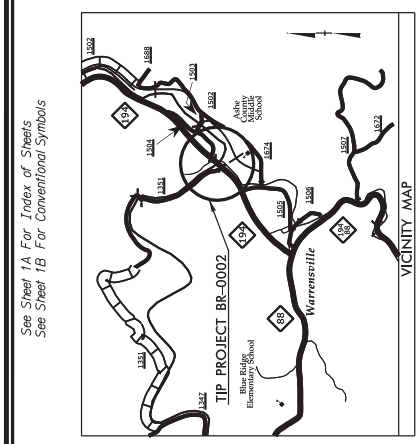 See Sheet 1A For Index of Sheets
See Sheet 1B For Conventional Symbols
1502
1688
1503
1502
194
1504
Ashe
County
Middle
School
1674
1351
1507
1672
1505
1506
194
194
88
Warrensville
88
TIP PROJECT BR-0002
Blue Ridge
Elementary School
1351
1347
VICINITY MAP